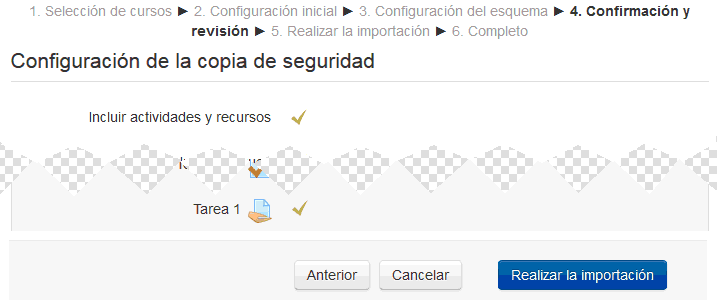 1. Selección de cursos ► 2. Configuración inicial ► 3. Configuración del esquema ► 4. Confirmación y
revisión ► 5. Realizar la importación ► 6. Completo
Configuración de la copia de seguridad
Incluir actividades y recursos
Tarea 1
Anterior Cancelar Realizar la importación